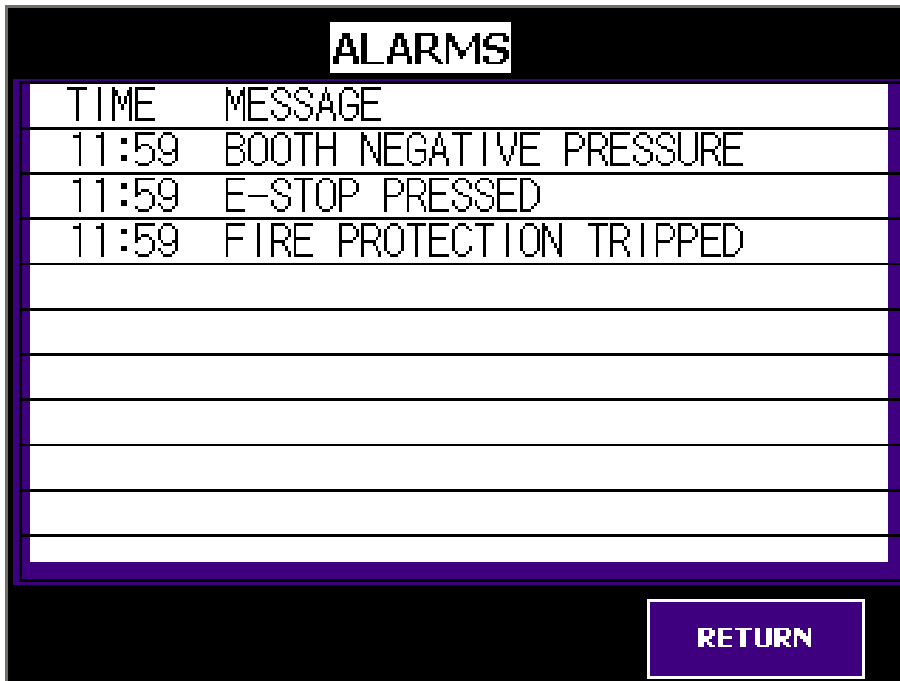 ALARMS
TIME MESSAGE
11:59 BOOTH NEGATIVE PRESSURE
11:59 E-STOP PRESSED
11:59 FIRE PROTECTION TRIPPED
RETURN